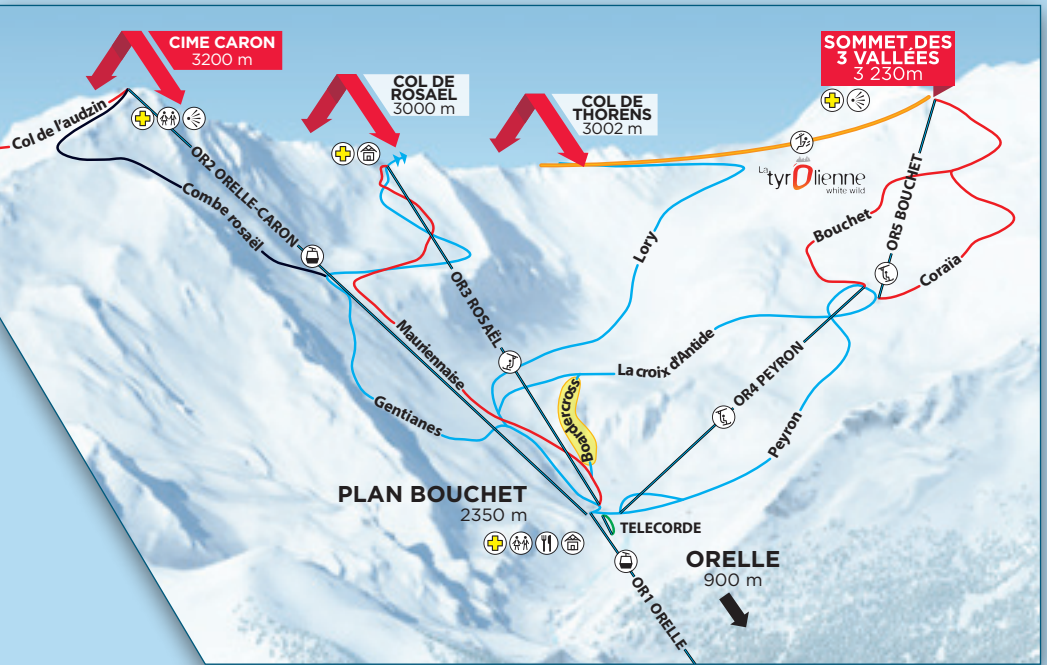 CIME CARON
3200 m
COL DE
ROSAEL
3000 m
COL DE
THORENS
3002 m
SOMMET DES
3 VALLÉES
3 230m
Col de l'audzin
OR2 ORELLE-CARON
Combe rosaël
La
tyrOlienne
white wild
OR5 BOUCHET
Bouchet
Coraïa
Lory
OR3 ROSAËL
Mauriennaise
La croix d'Antide
OR4 PEYRON
Gentianes
Boardercross
Peyron
PLAN BOUCHET
2350 m
TELECORDE
ORELLE
900 m
OR1 ORELLE